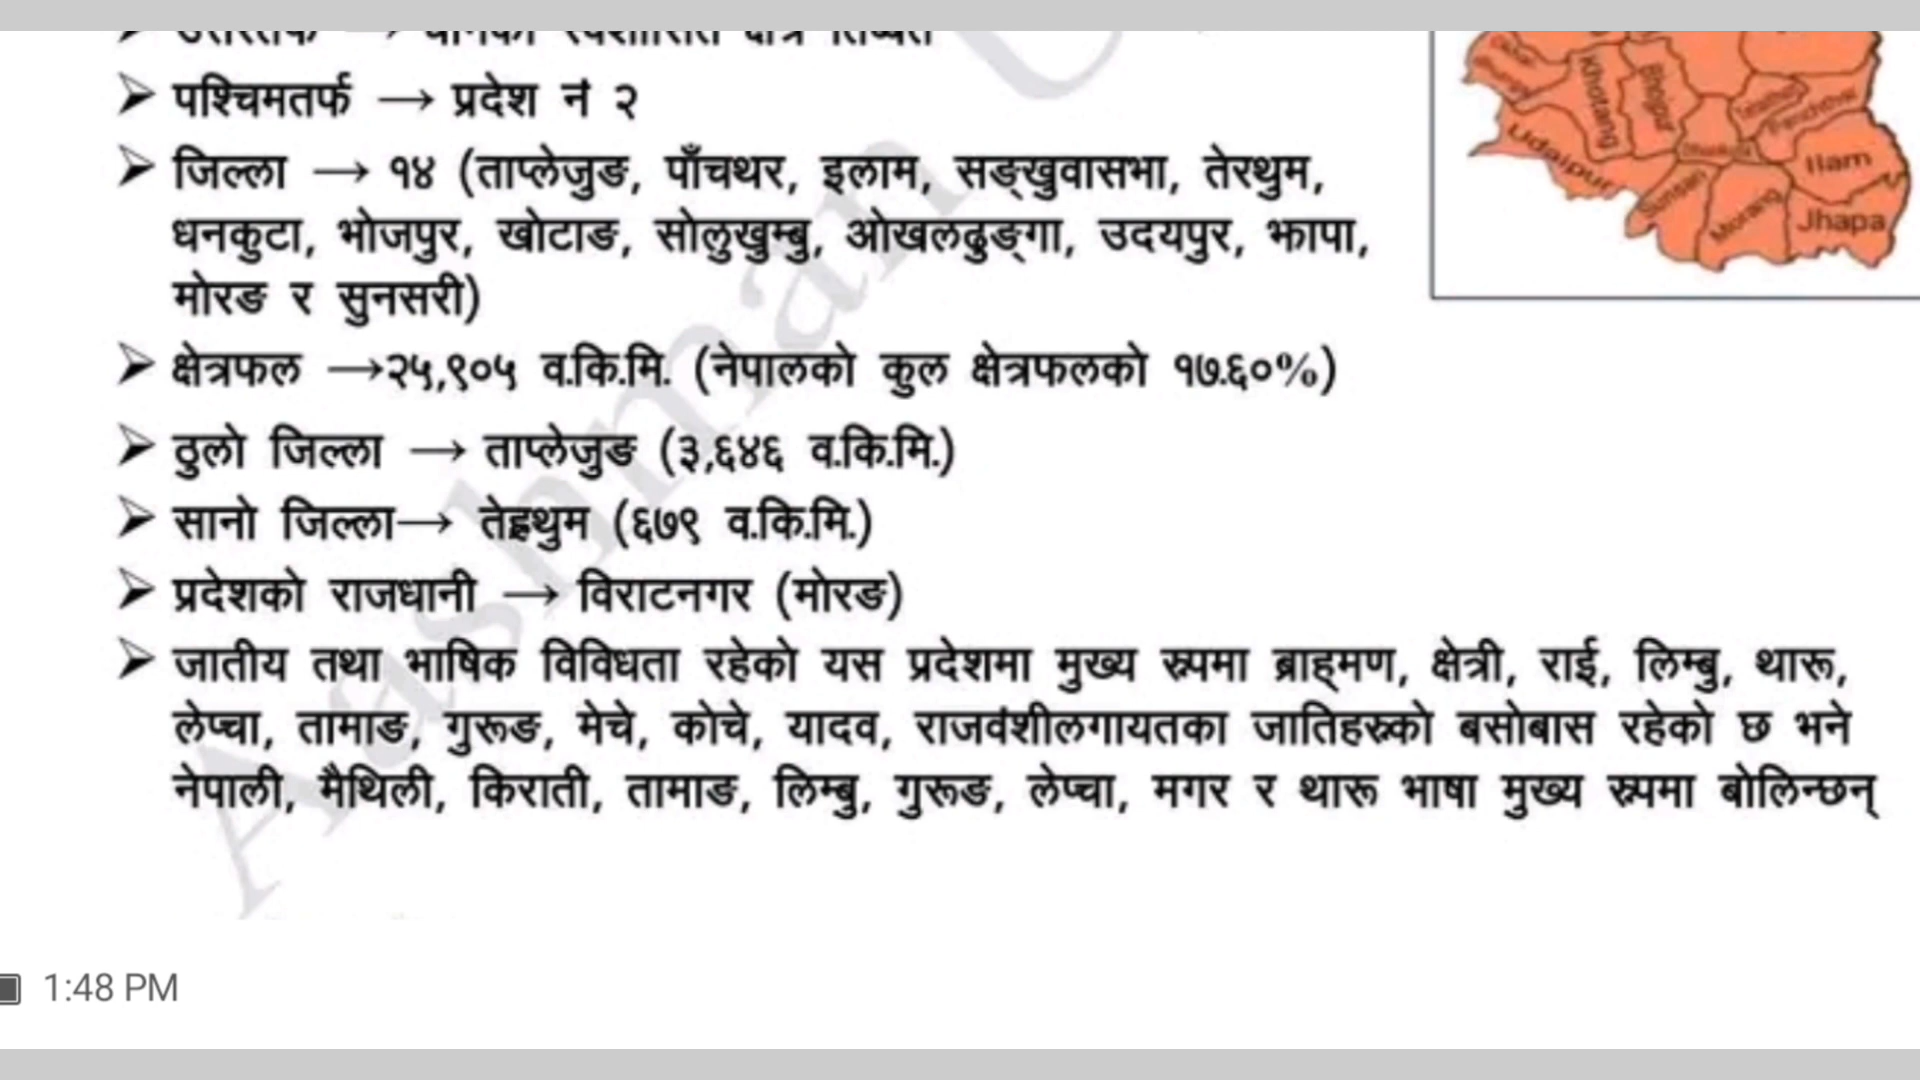 पश्चिमतर्फ → प्रदेश नं २
जिल्ला → १४ (ताप्लेजुङ, पाँचथर, इलाम, सङ्खुवासभा, तेरथुम,
धनकुटा, भोजपुर, खोटाङ, सोलुखुम्बु, ओखलढुङ्गा, उदयपुर, झापा,
मोरङ र सुनसरी)
क्षेत्रफल →२५,९०५ व.कि.मि. (नेपालको कुल क्षेत्रफलको १७.६०%)
ठुलो जिल्ला → ताप्लेजुङ (३,६४६ व.कि.मि.)
सानो जिल्ला→ तेह्रथुम (६७९ व.कि.मि.)
प्रदेशको राजधानी → विराटनगर (मोरङ)
जातीय तथा भाषिक विविधता रहेको यस प्रदेशमा मुख्य रुपमा ब्राह्मण, क्षेत्री, राई, लिम्बु, थारू,
लेप्चा, तामाङ, गुरूङ, मेचे, कोचे, यादव, राजवंशीलगायतका जातिहरुको बसोबास रहेको छ भने
नेपाली, मैथिली, किराती, तामाङ, लिम्बु, गुरूङ, लेप्चा, मगर र थारू भाषा मुख्य रुपमा बोलिन्छन्
Khotang
Bhojpur
Udaipur
Ilam
Sunsari
Morang
Jhapa
Aashman
1:48 PM